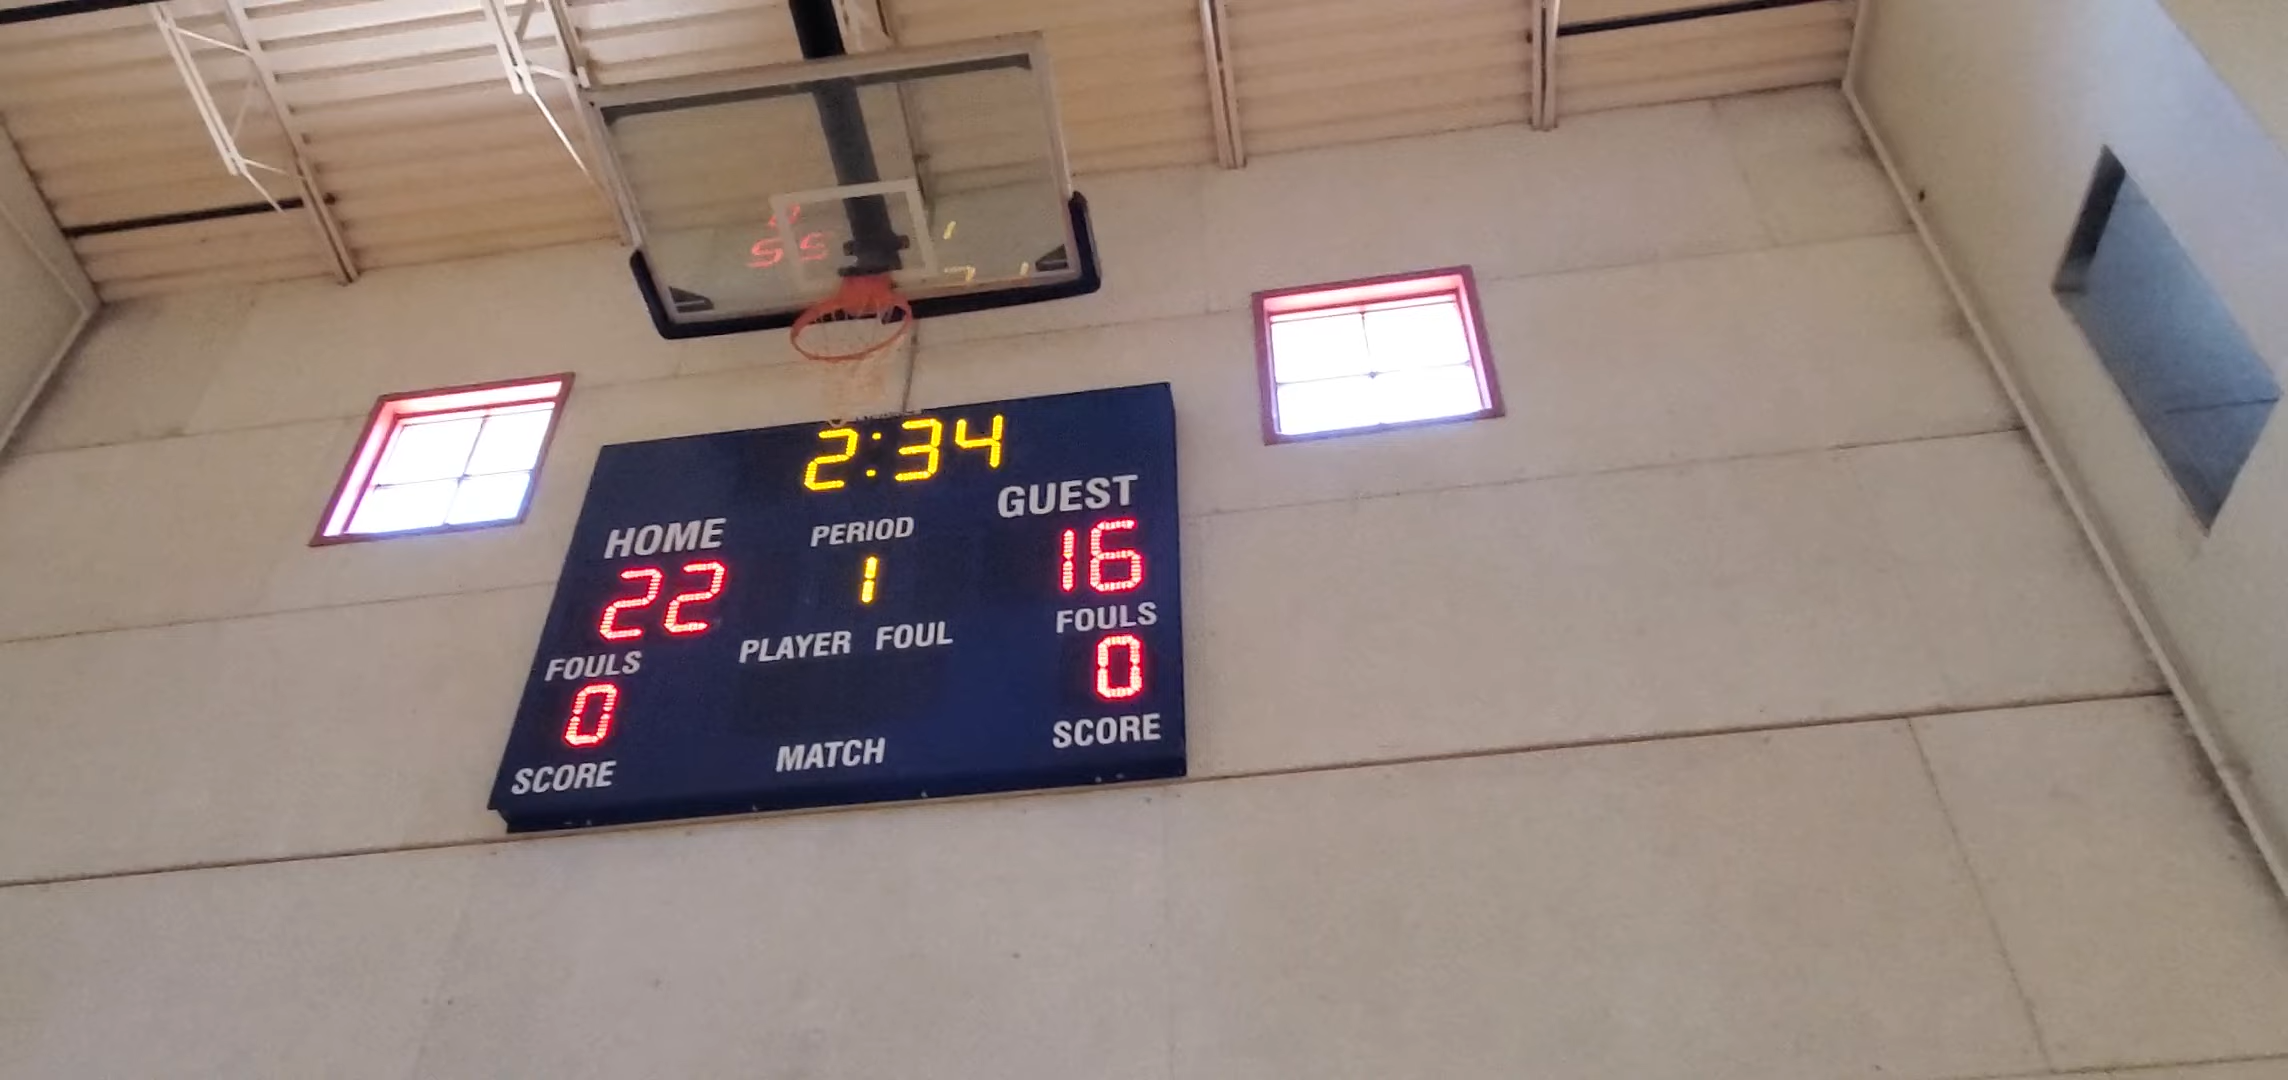 2:34
HOME PERIOD GUEST
22 1 16
FOULS PLAYER FOUL FOULS
0 0
SCORE MATCH SCORE